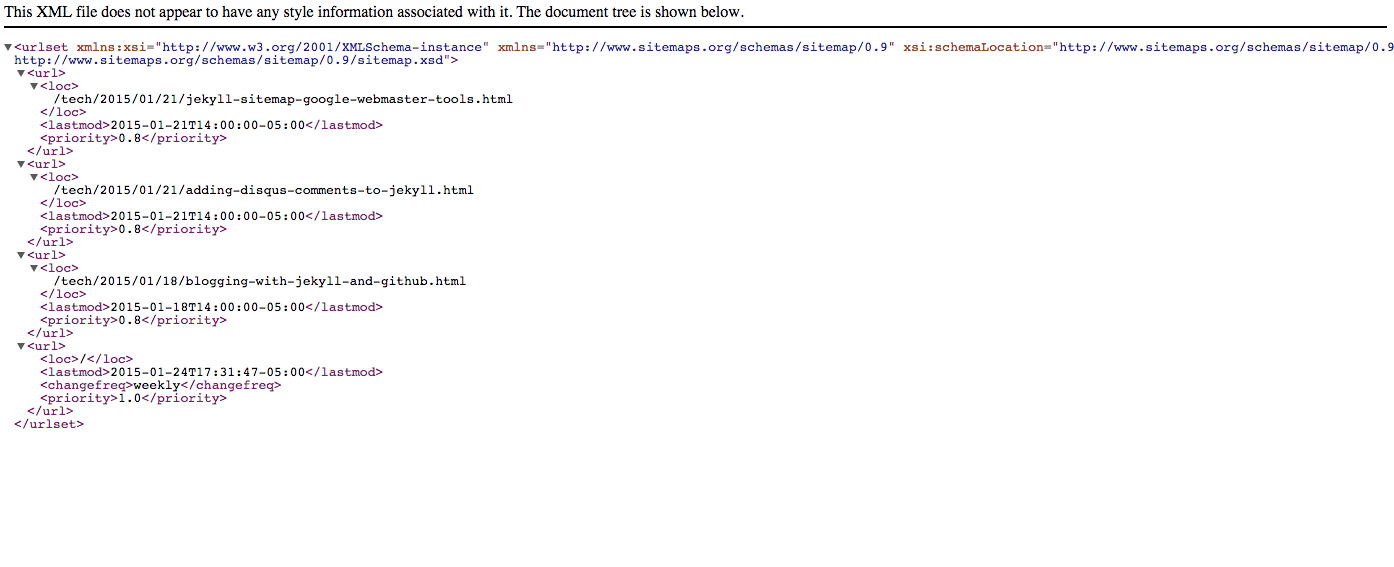 This XML file does not appear to have any style information associated with it. The document tree is shown below.
▼<urlset xmlns:xsi="http://www.w3.org/2001/XMLSchema-instance" xmlns="http://www.sitemaps.org/schemas/sitemap/0.9" xsi:schemaLocation="http://www.sitemaps.org/schemas/sitemap/0.9
http://www.sitemaps.org/schemas/sitemap/0.9/sitemap.xsd">
▼<url>
▼<loc>
/tech/2015/01/21/jekyll-sitemap-google-webmaster-tools.html
</loc>
<lastmod>2015-01-21T14:00:00-05:00</lastmod>
<priority>0.8</priority>
</url>
▼<url>
▼<loc>
/tech/2015/01/21/adding-disqus-comments-to-jekyll.html
</loc>
<lastmod>2015-01-21T14:00:00-05:00</lastmod>
<priority>0.8</priority>
</url>
▼<url>
▼<loc>
/tech/2015/01/18/blogging-with-jekyll-and-github.html
</loc>
<lastmod>2015-01-18T14:00:00-05:00</lastmod>
<priority>0.8</priority>
</url>
▼<url>
<loc>/</loc>
<lastmod>2015-01-24T17:31:47-05:00</lastmod>
<changefreq>weekly</changefreq>
<priority>1.0</priority>
</url>
</urlset>